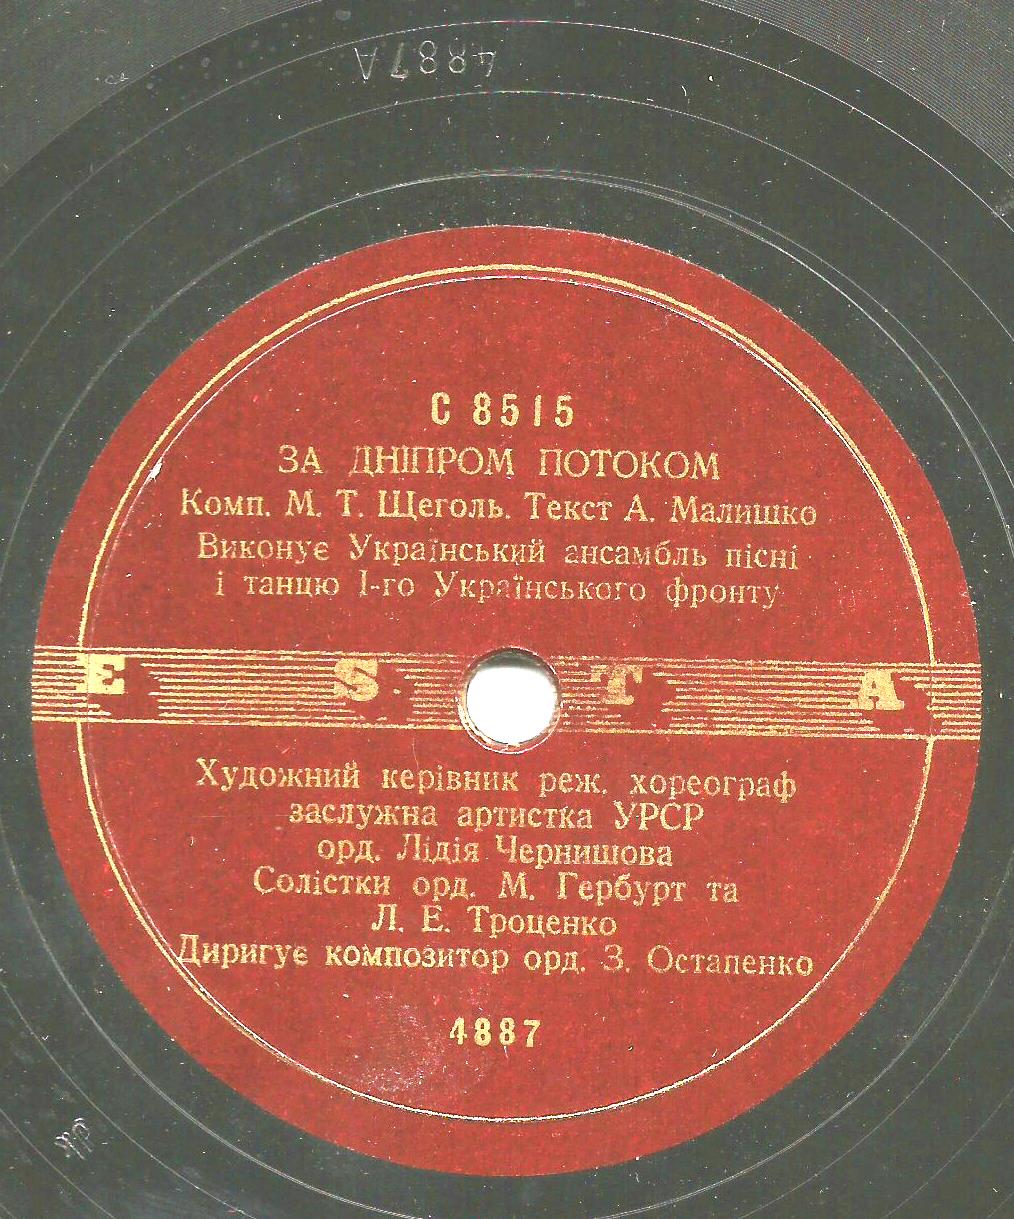 4887A
С 8515
ЗА ДНІПРОМ ПОТОКОМ
Комп. М. Т. Щеголь. Текст А. Малишко
Виконує Український ансамбль пісні
і танцю І-го Українського фронту
ESTA
Художний керівник реж. хореограф
заслужна артистка УРСР
орд. Лідія Чернишова
Солістки орд. М. Гербурт та
Л. Е. Троценко
Диригує композитор орд. З. Остапенко
4887